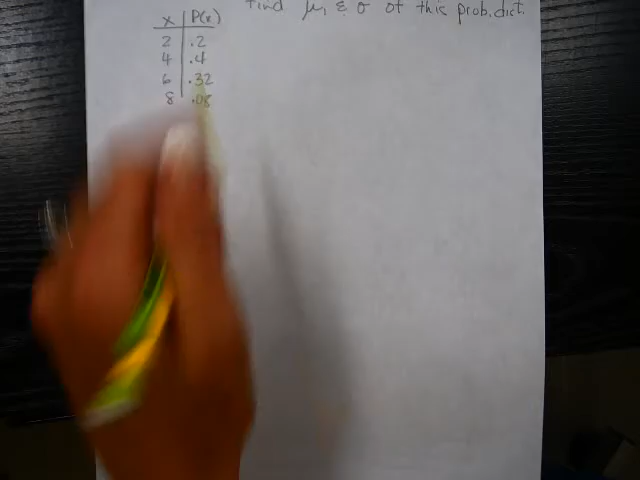 find μ & σ of this prob. dist.
x P(x)
2 .2
4 .4
6 .32
8 .08